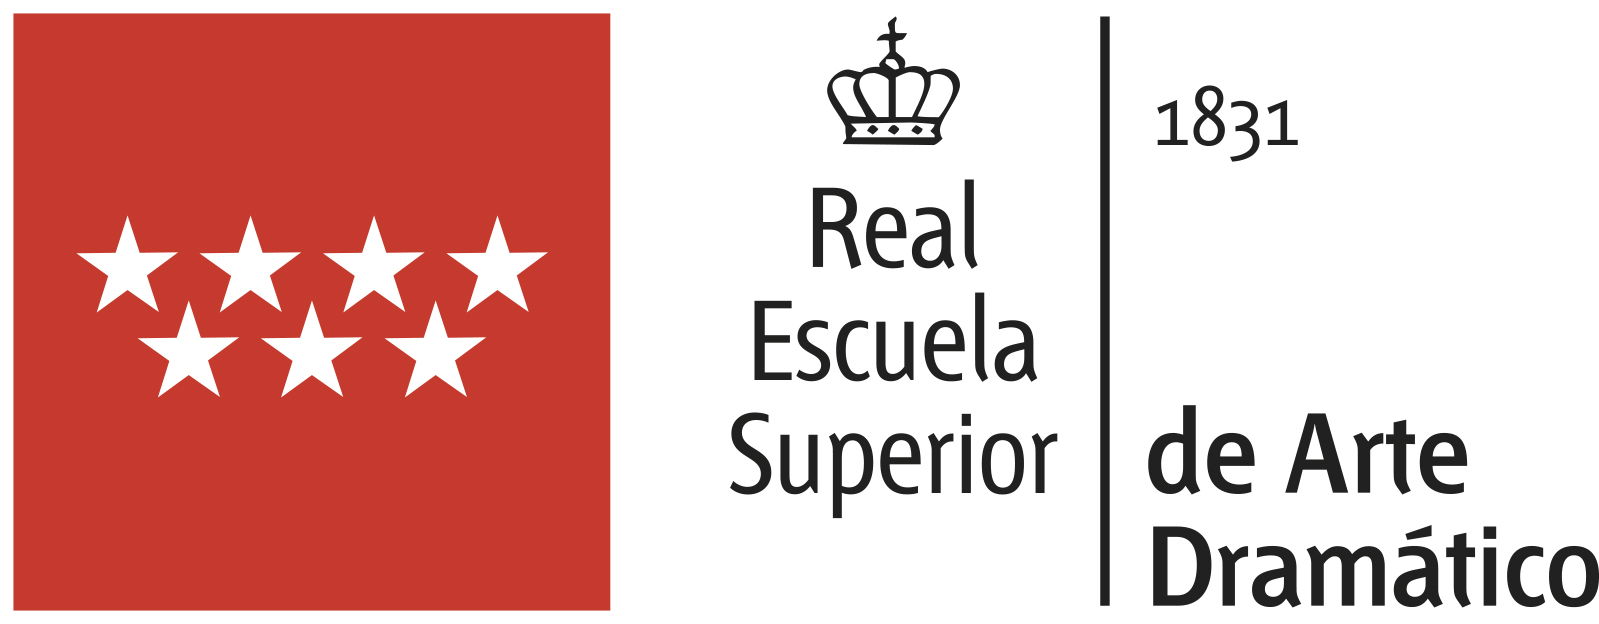 Real
Escuela
Superior
1831
de Arte
Dramático